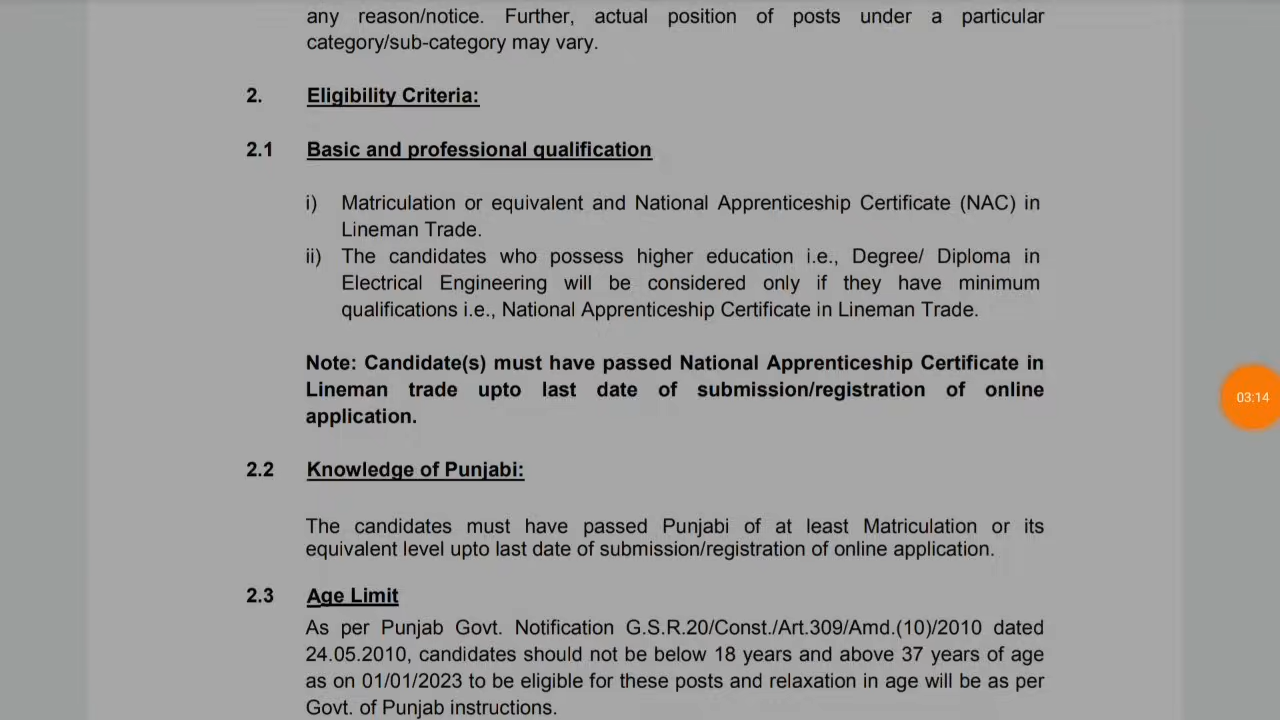 any reason/notice. Further, actual position of posts under a particular
category/sub-category may vary.
2. Eligibility Criteria:
2.1 Basic and professional qualification
i) Matriculation or equivalent and National Apprenticeship Certificate (NAC) in
Lineman Trade.
ii) The candidates who possess higher education i.e., Degree/ Diploma in
Electrical Engineering will be considered only if they have minimum
qualifications i.e., National Apprenticeship Certificate in Lineman Trade.
Note: Candidate(s) must have passed National Apprenticeship Certificate in
Lineman trade upto last date of submission/registration of online
application.
03:14
2.2 Knowledge of Punjabi:
The candidates must have passed Punjabi of at least Matriculation or its
equivalent level upto last date of submission/registration of online application.
2.3 Age Limit
As per Punjab Govt. Notification G.S.R.20/Const./Art.309/Amd.(10)/2010 dated
24.05.2010, candidates should not be below 18 years and above 37 years of age
as on 01/01/2023 to be eligible for these posts and relaxation in age will be as per
Govt. of Punjab instructions.